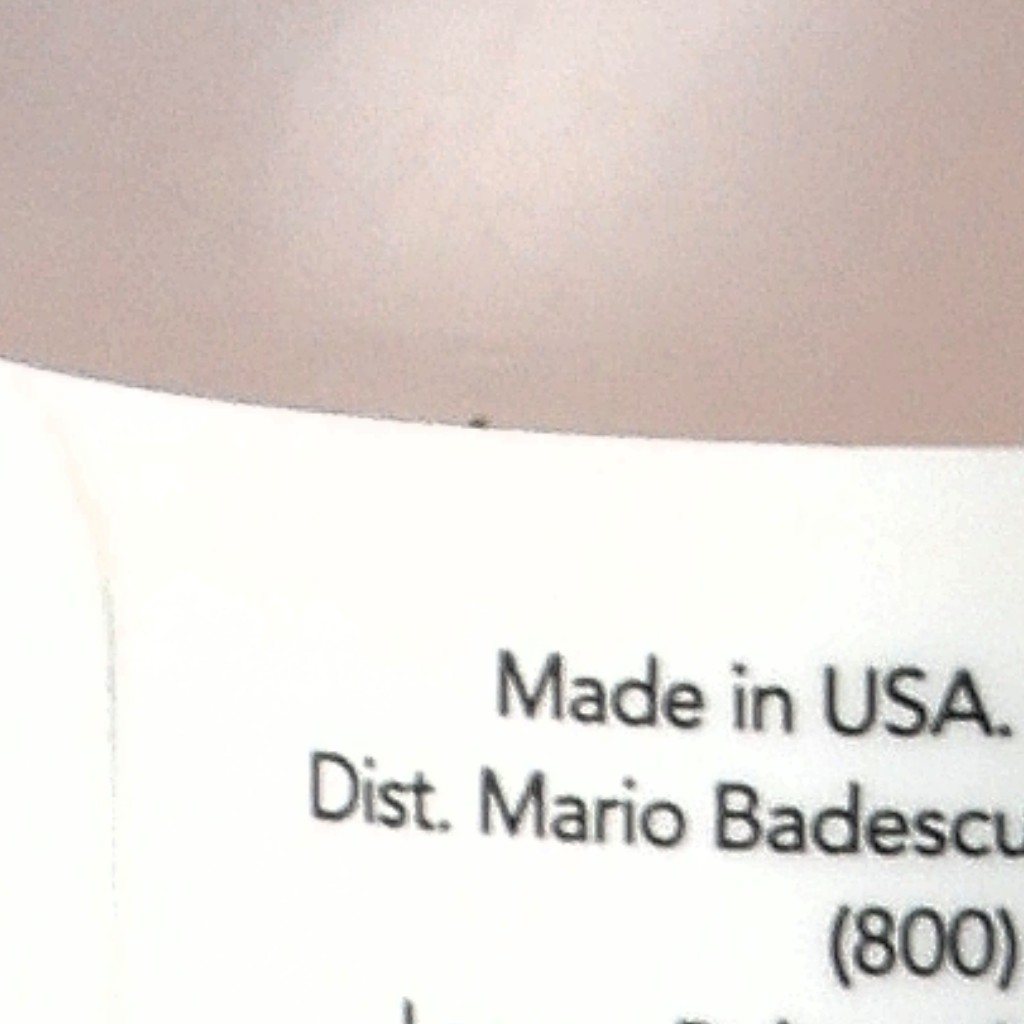 Made in USA.
Dist. Mario Badescu
(800)